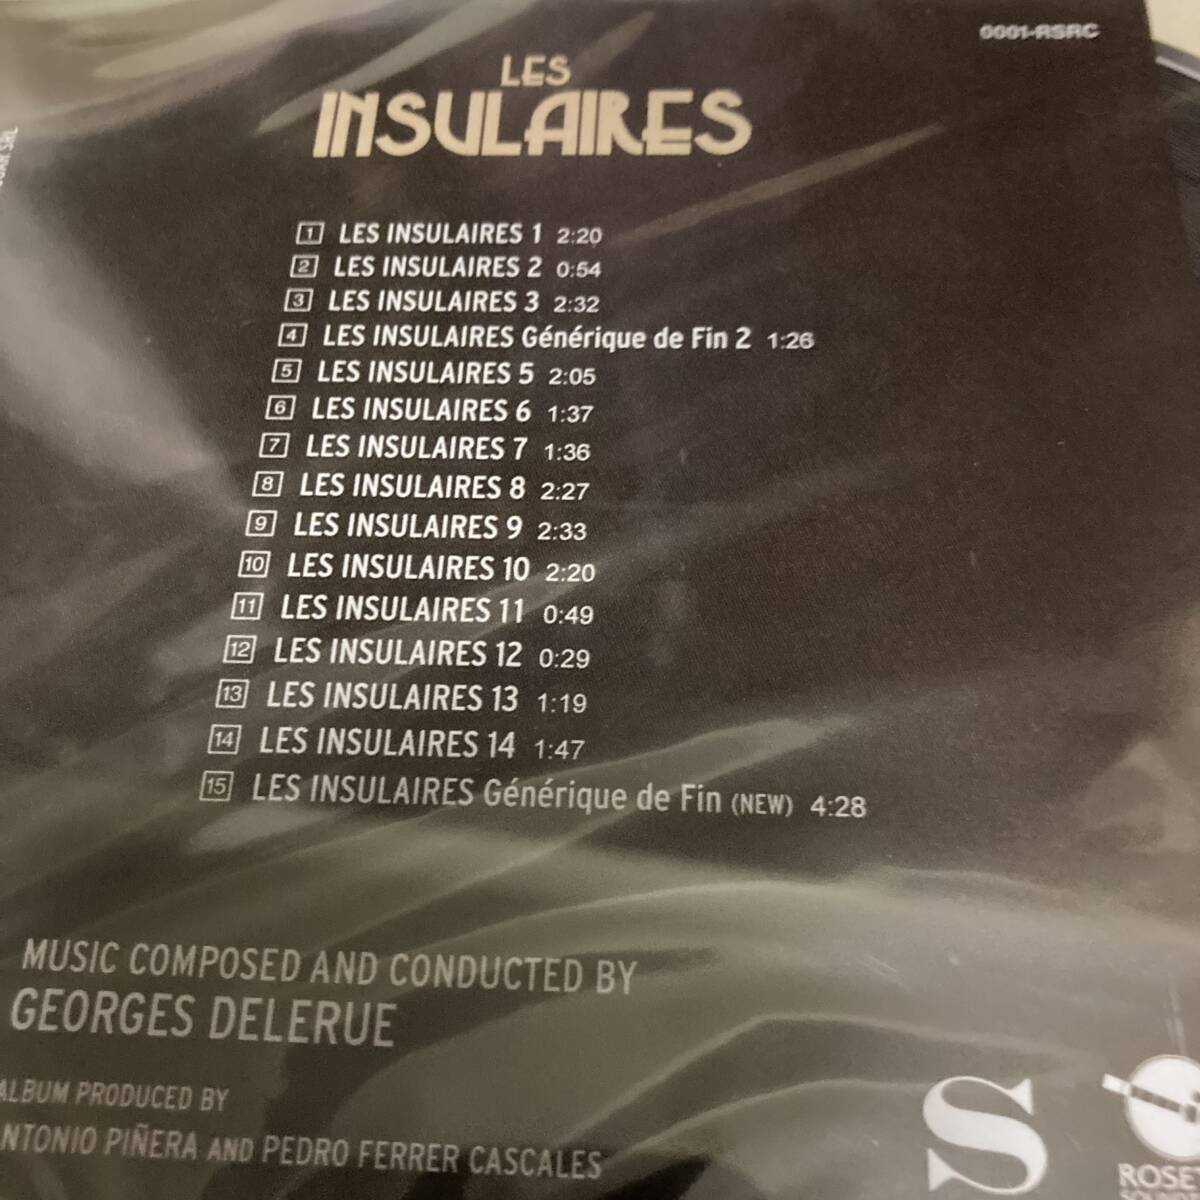 0001-RSRC
LES
INSULAIRES
1 LES INSULAIRES 1 2:20
2 LES INSULAIRES 2 0:54
3 LES INSULAIRES 3 2:32
4 LES INSULAIRES Générique de Fin 2 1:26
5 LES INSULAIRES 5 2:05
6 LES INSULAIRES 6 1:37
7 LES INSULAIRES 7 1:36
8 LES INSULAIRES 8 2:27
9 LES INSULAIRES 9 2:33
10 LES INSULAIRES 10 2:20
11 LES INSULAIRES 11 0:49
12 LES INSULAIRES 12 0:29
13 LES INSULAIRES 13 1:19
14 LES INSULAIRES 14 1:47
15 LES INSULAIRES Générique de Fin (NEW) 4:28
MUSIC COMPOSED AND CONDUCTED BY
GEORGES DELERUE
ALBUM PRODUCED BY
NTONIO PIÑERA AND PEDRO FERRER CASCALES
S
ROSE
SRL